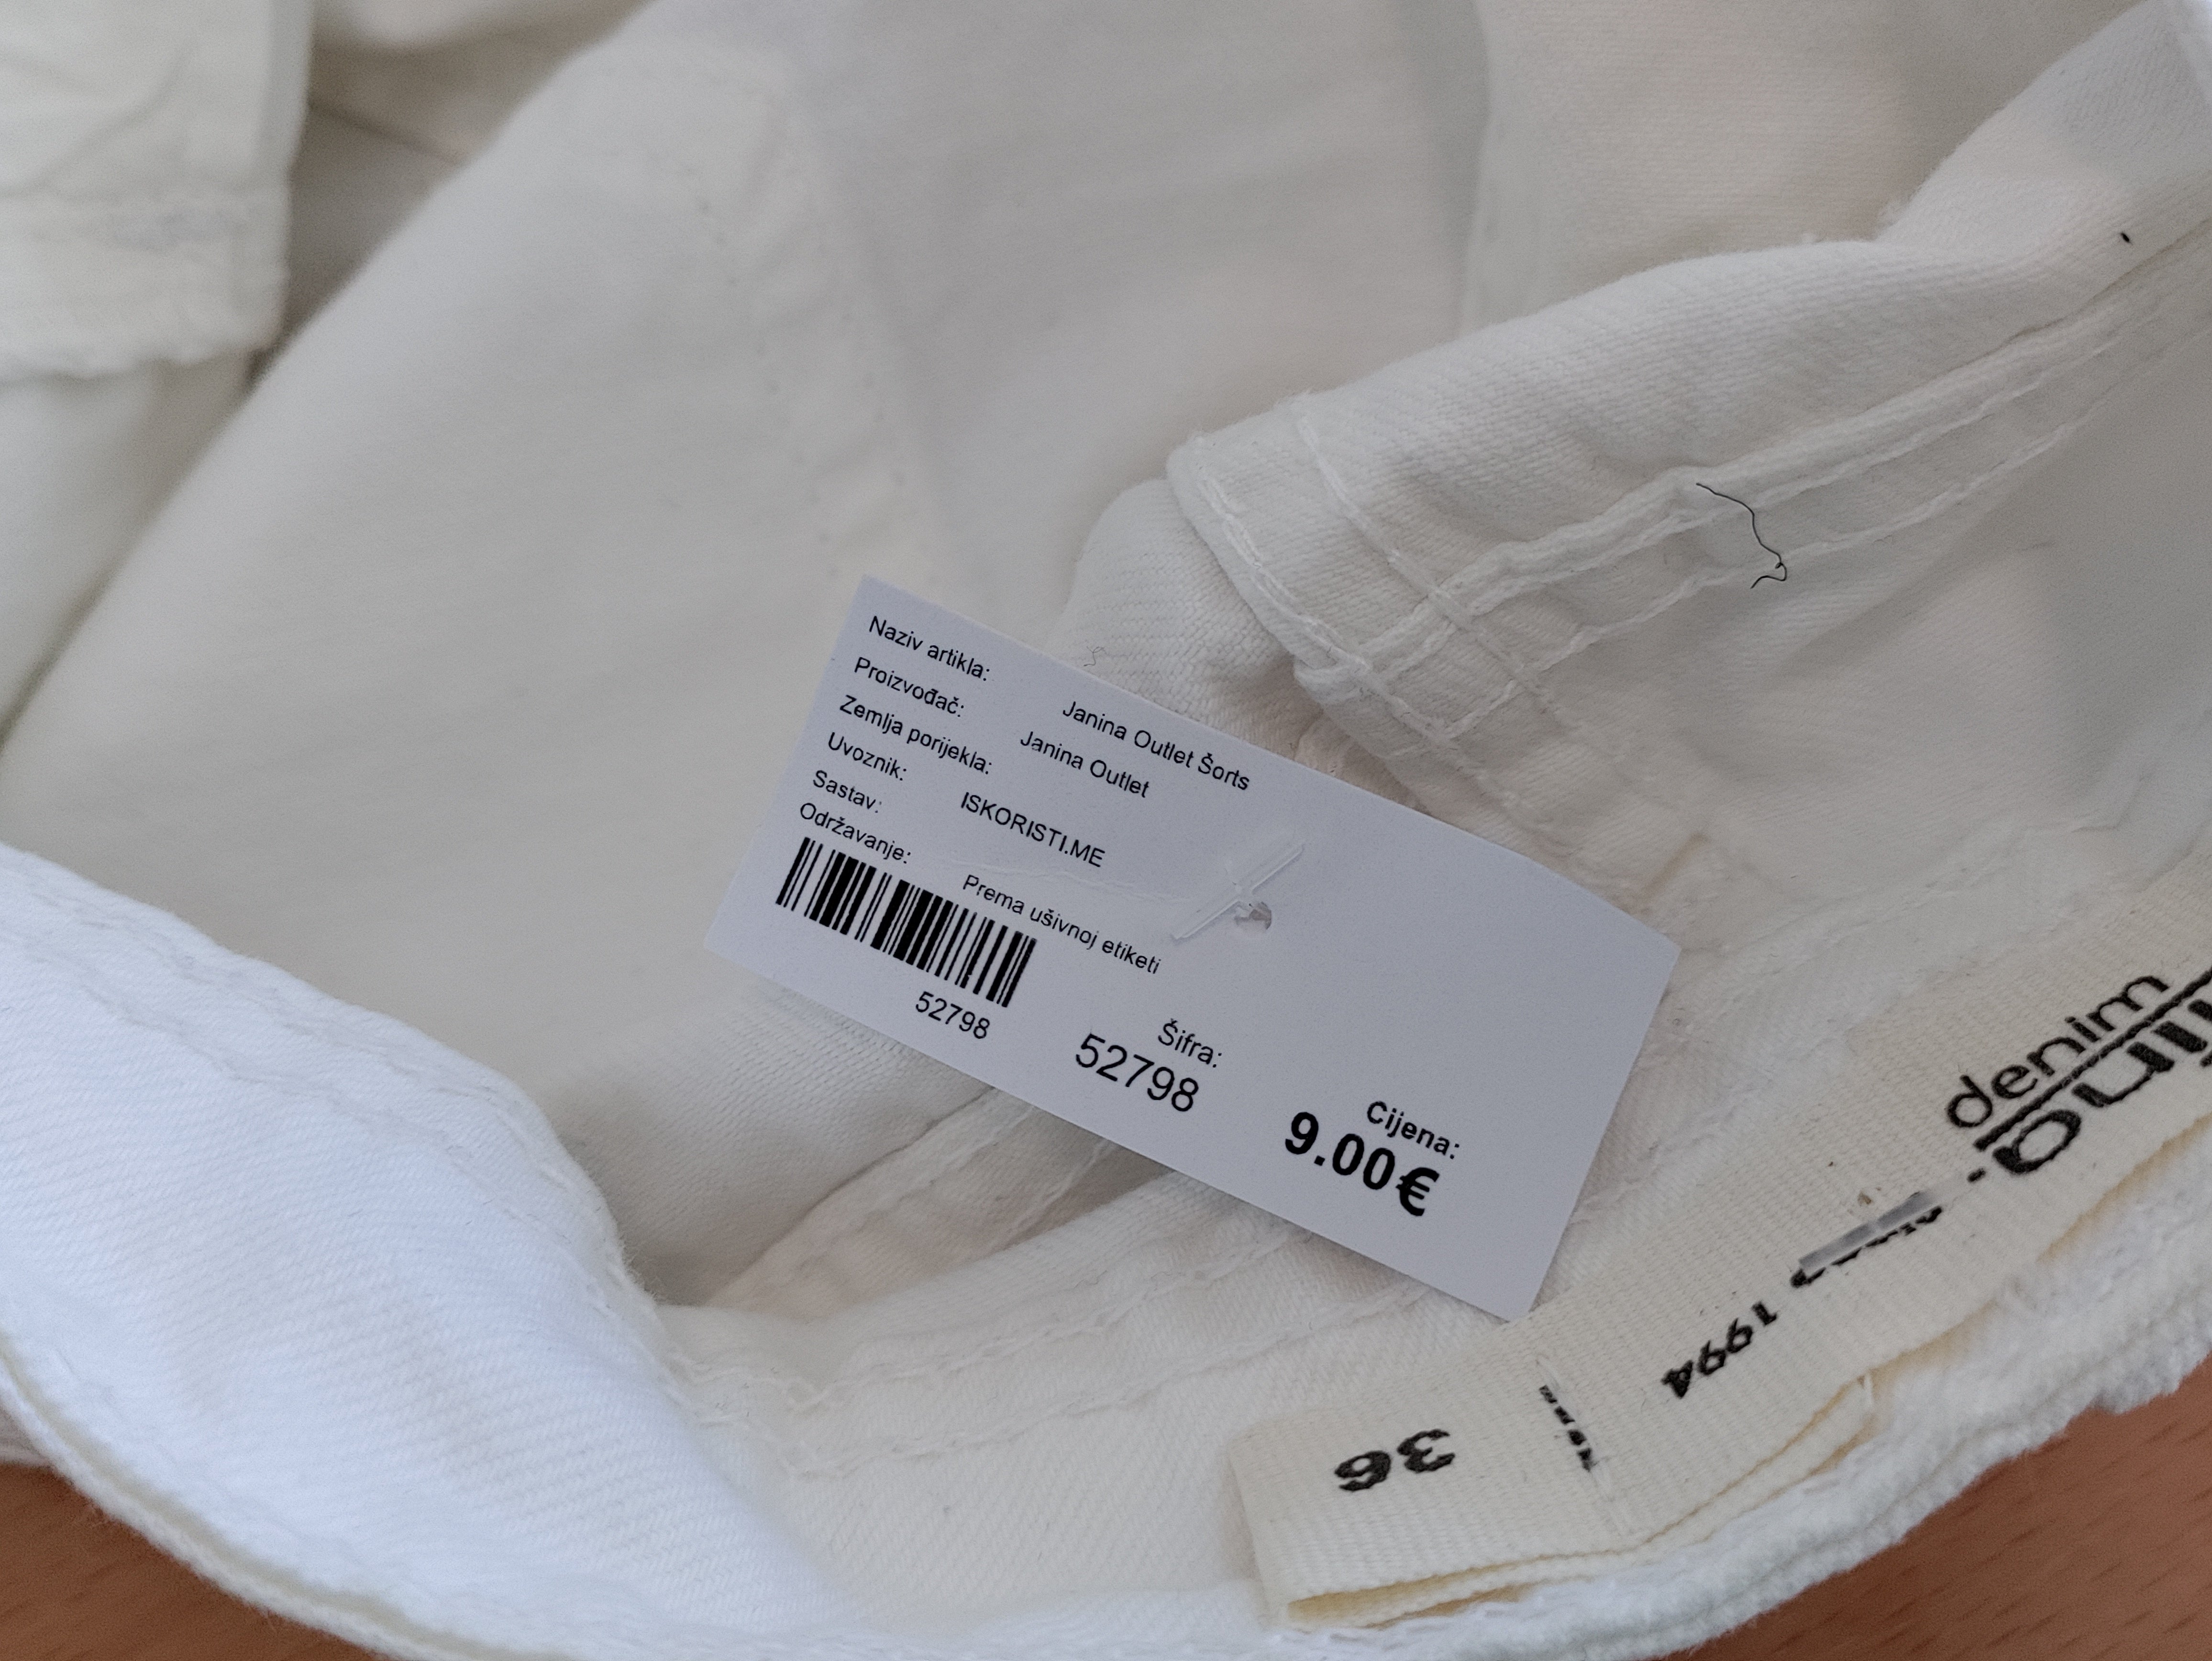 Naziv artikla: Janina Outlet Šorts
Proizvođač: Janina Outlet
Zemlja porijekla:
Uvoznik: ISKORISTI.ME
Sastav:
Održavanje: Prema ušivnoj etiketi
52798
Šifra:
52798
Cijena:
9.00€
denim
1994
36